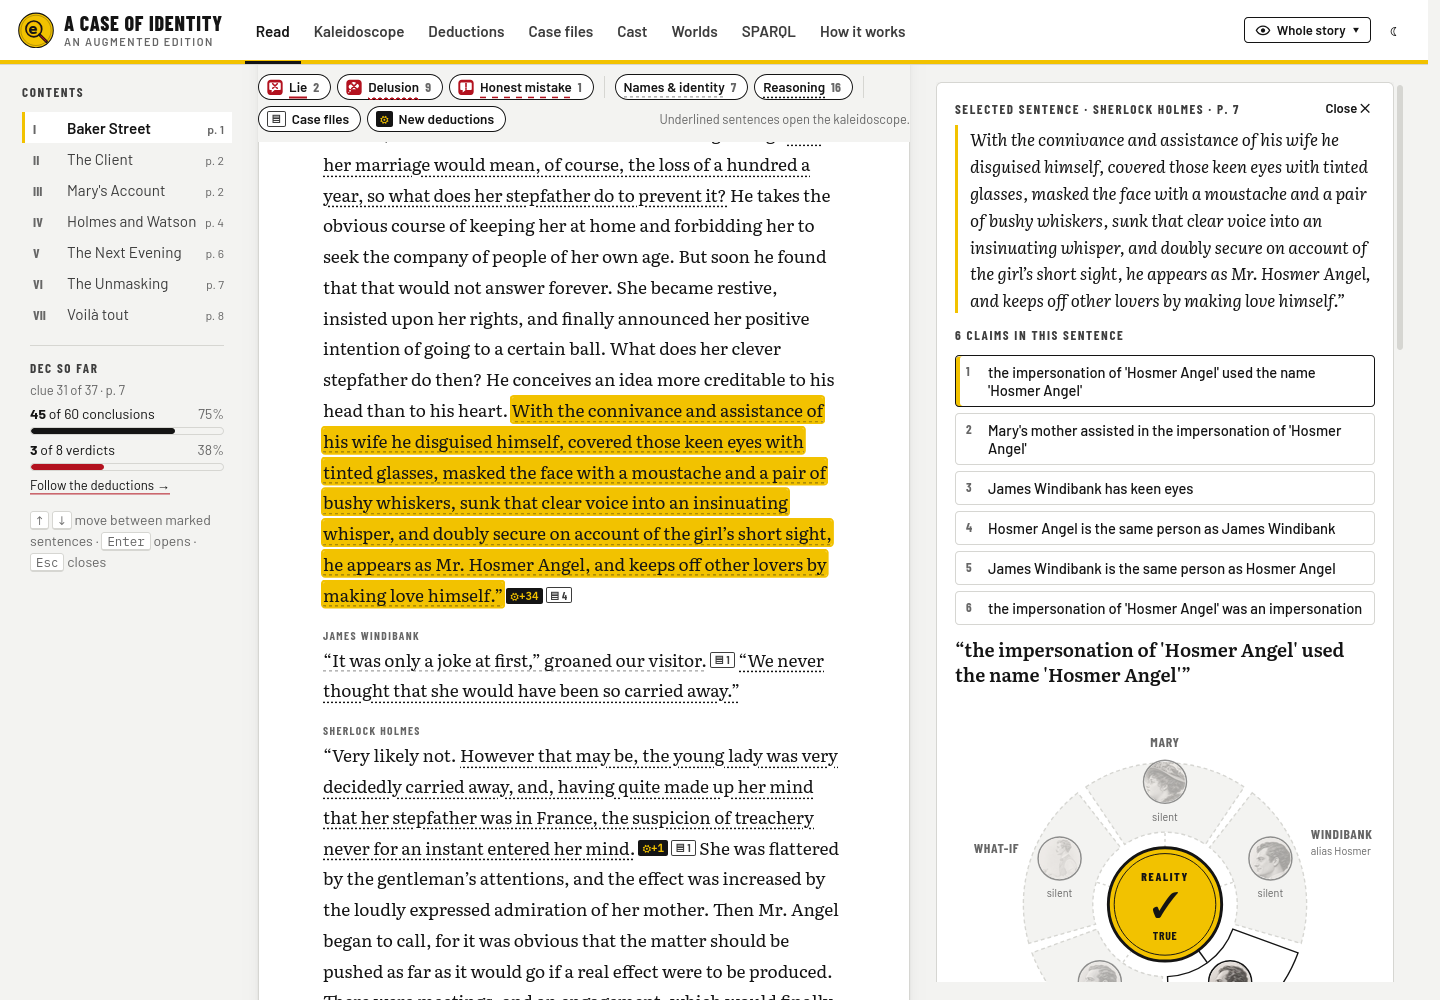 A CASE OF IDENTITY
AN AUGMENTED EDITION
Read
Kaleidoscope
Deductions
Case files
Cast
Worlds
SPARQL
How it works
Whole story ▾
☾
CONTENTS
I Baker Street p. 1
II The Client p. 2
III Mary's Account p. 2
IV Holmes and Watson p. 4
V The Next Evening p. 6
VI The Unmasking p. 7
VII Voilà tout p. 8
DEC SO FAR
clue 31 of 37 · p. 7
45 of 60 conclusions 75%
3 of 8 verdicts 38%
Follow the deductions →
↑ ↓ move between marked
sentences · Enter opens ·
Esc closes
Lie 2
Delusion 9
Honest mistake 1
Names & identity 7
Reasoning 16
Case files
New deductions
Underlined sentences open the kaleidoscope.
her marriage would mean, of course, the loss of a hundred a
year, so what does her stepfather do to prevent it? He takes the
obvious course of keeping her at home and forbidding her to
seek the company of people of her own age. But soon he found
that that would not answer forever. She became restive,
insisted upon her rights, and finally announced her positive
intention of going to a certain ball. What does her clever
stepfather do then? He conceives an idea more creditable to his
head than to his heart. With the connivance and assistance of
his wife he disguised himself, covered those keen eyes with
tinted glasses, masked the face with a moustache and a pair of
bushy whiskers, sunk that clear voice into an insinuating
whisper, and doubly secure on account of the girl’s short sight,
he appears as Mr. Hosmer Angel, and keeps off other lovers by
making love himself.” +34 4
JAMES WINDIBANK
“It was only a joke at first,” groaned our visitor. 1 “We never
thought that she would have been so carried away.”
SHERLOCK HOLMES
“Very likely not. However that may be, the young lady was very
decidedly carried away, and, having quite made up her mind
that her stepfather was in France, the suspicion of treachery
never for an instant entered her mind. +1 1 She was flattered
by the gentleman’s attentions, and the effect was increased by
the loudly expressed admiration of her mother. Then Mr. Angel
began to call, for it was obvious that the matter should be
pushed as far as it would go if a real effect were to be produced.
There were meetings, and an engagement, which would finally
SELECTED SENTENCE · SHERLOCK HOLMES · P. 7
Close ✕
With the connivance and assistance of his wife he
disguised himself, covered those keen eyes with tinted
glasses, masked the face with a moustache and a pair
of bushy whiskers, sunk that clear voice into an
insinuating whisper, and doubly secure on account of
the girl’s short sight, he appears as Mr. Hosmer Angel,
and keeps off other lovers by making love himself.”
6 CLAIMS IN THIS SENTENCE
1 the impersonation of 'Hosmer Angel' used the name
'Hosmer Angel'
2 Mary's mother assisted in the impersonation of 'Hosmer
Angel'
3 James Windibank has keen eyes
4 Hosmer Angel is the same person as James Windibank
5 James Windibank is the same person as Hosmer Angel
6 the impersonation of 'Hosmer Angel' was an impersonation
“the impersonation of 'Hosmer Angel' used
the name 'Hosmer Angel'”
MARY
silent
WHAT-IF
silent
WINDIBANK
alias Hosmer
silent
REALITY
✓
TRUE